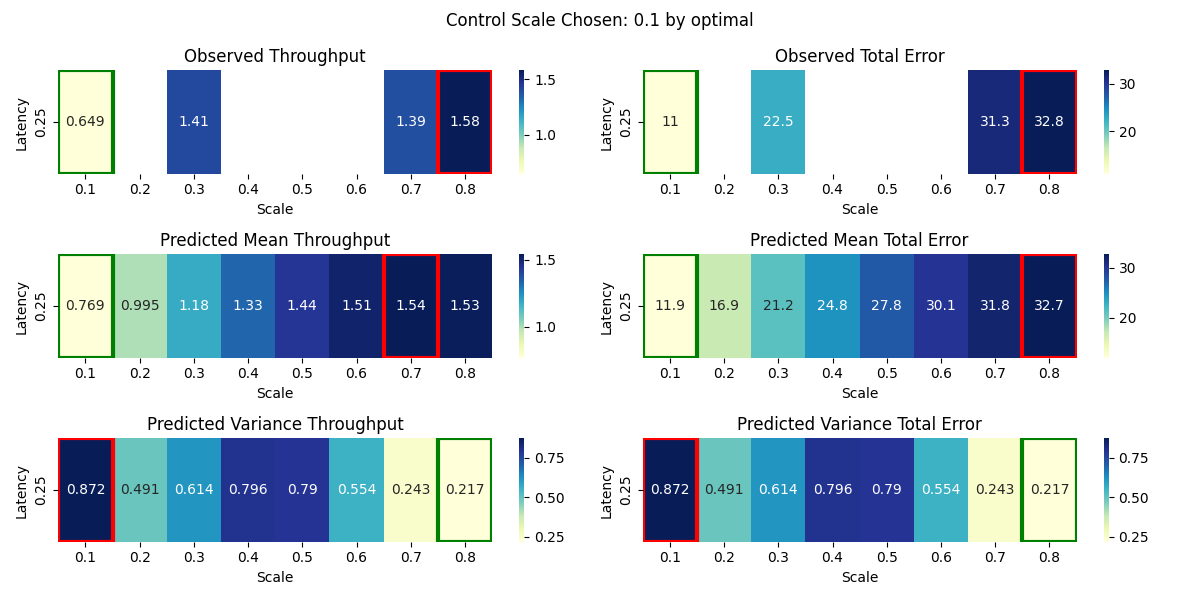 Control Scale Chosen: 0.1 by optimal
Observed Throughput
Latency
0.25
0.649 1.41 1.39 1.58
1.5
1.0
0.1 0.2 0.3 0.4 0.5 0.6 0.7 0.8
Scale
Observed Total Error
Latency
0.25
11 22.5 31.3 32.8
30
20
0.1 0.2 0.3 0.4 0.5 0.6 0.7 0.8
Scale
Predicted Mean Throughput
Latency
0.25
0.769 0.995 1.18 1.33 1.44 1.51 1.54 1.53
1.5
1.0
0.1 0.2 0.3 0.4 0.5 0.6 0.7 0.8
Scale
Predicted Mean Total Error
Latency
0.25
11.9 16.9 21.2 24.8 27.8 30.1 31.8 32.7
30
20
0.1 0.2 0.3 0.4 0.5 0.6 0.7 0.8
Scale
Predicted Variance Throughput
Latency
0.25
0.872 0.491 0.614 0.796 0.79 0.554 0.243 0.217
0.75
0.50
0.25
0.1 0.2 0.3 0.4 0.5 0.6 0.7 0.8
Scale
Predicted Variance Total Error
Latency
0.25
0.872 0.491 0.614 0.796 0.79 0.554 0.243 0.217
0.75
0.50
0.25
0.1 0.2 0.3 0.4 0.5 0.6 0.7 0.8
Scale